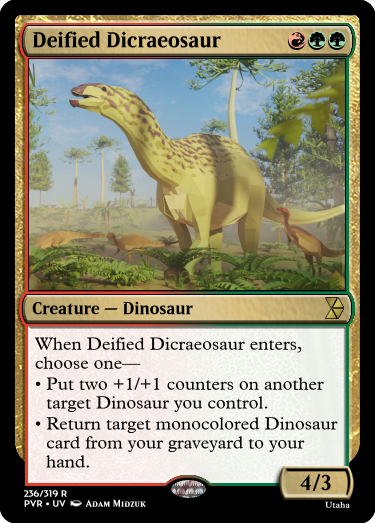 Deified Dicraeosaur
Creature — Dinosaur
When Deified Dicraeosaur enters,
choose one—
• Put two +1/+1 counters on another
target Dinosaur you control.
• Return target monocolored Dinosaur
card from your graveyard to your
hand.
4/3
236/319 R
PVR • UV Adam Midzuk
Utaha